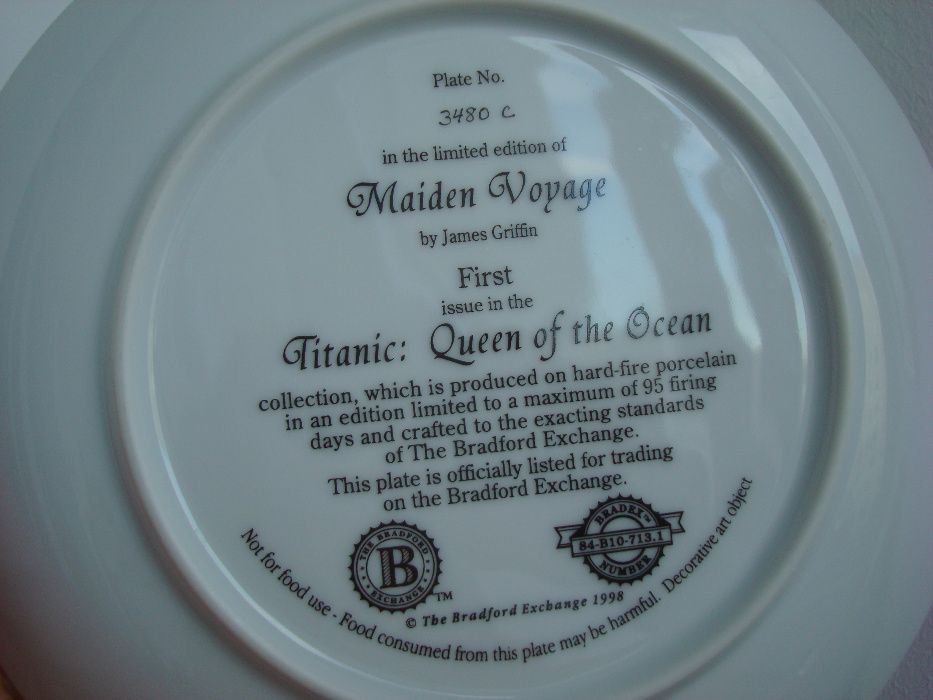 Plate No.
3480 C
in the limited edition of
Maiden Voyage
by James Griffin
First
issue in the
Titanic: Queen of the Ocean
collection, which is produced on hard-fire porcelain
in an edition limited to a maximum of 95 firing
days and crafted to the exacting standards
of The Bradford Exchange.
This plate is officially listed for trading
on the Bradford Exchange.
THE BRADFORD
B
EXCHANGE
TM
BRADEX™
84-B10-713.1
NUMBER
© The Bradford Exchange 1998
Not for food use - Food consumed from this plate may be harmful. Decorative art object